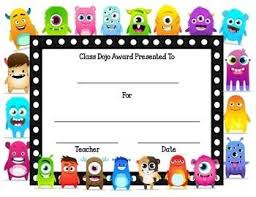 Class Dojo Award Presented To
For
Teacher Date